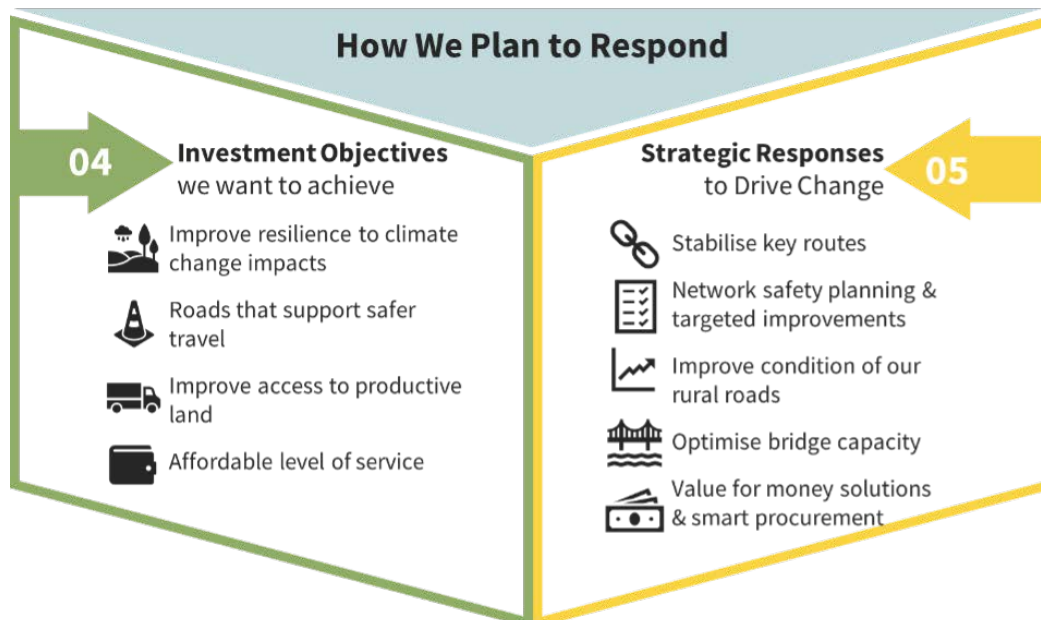 How We Plan to Respond
04
Investment Objectives
we want to achieve
Improve resilience to climate
change impacts
Roads that support safer
travel
Improve access to productive
land
Affordable level of service
05
Strategic Responses
to Drive Change
Stabilise key routes
Network safety planning &
targeted improvements
Improve condition of our
rural roads
Optimise bridge capacity
Value for money solutions
& smart procurement